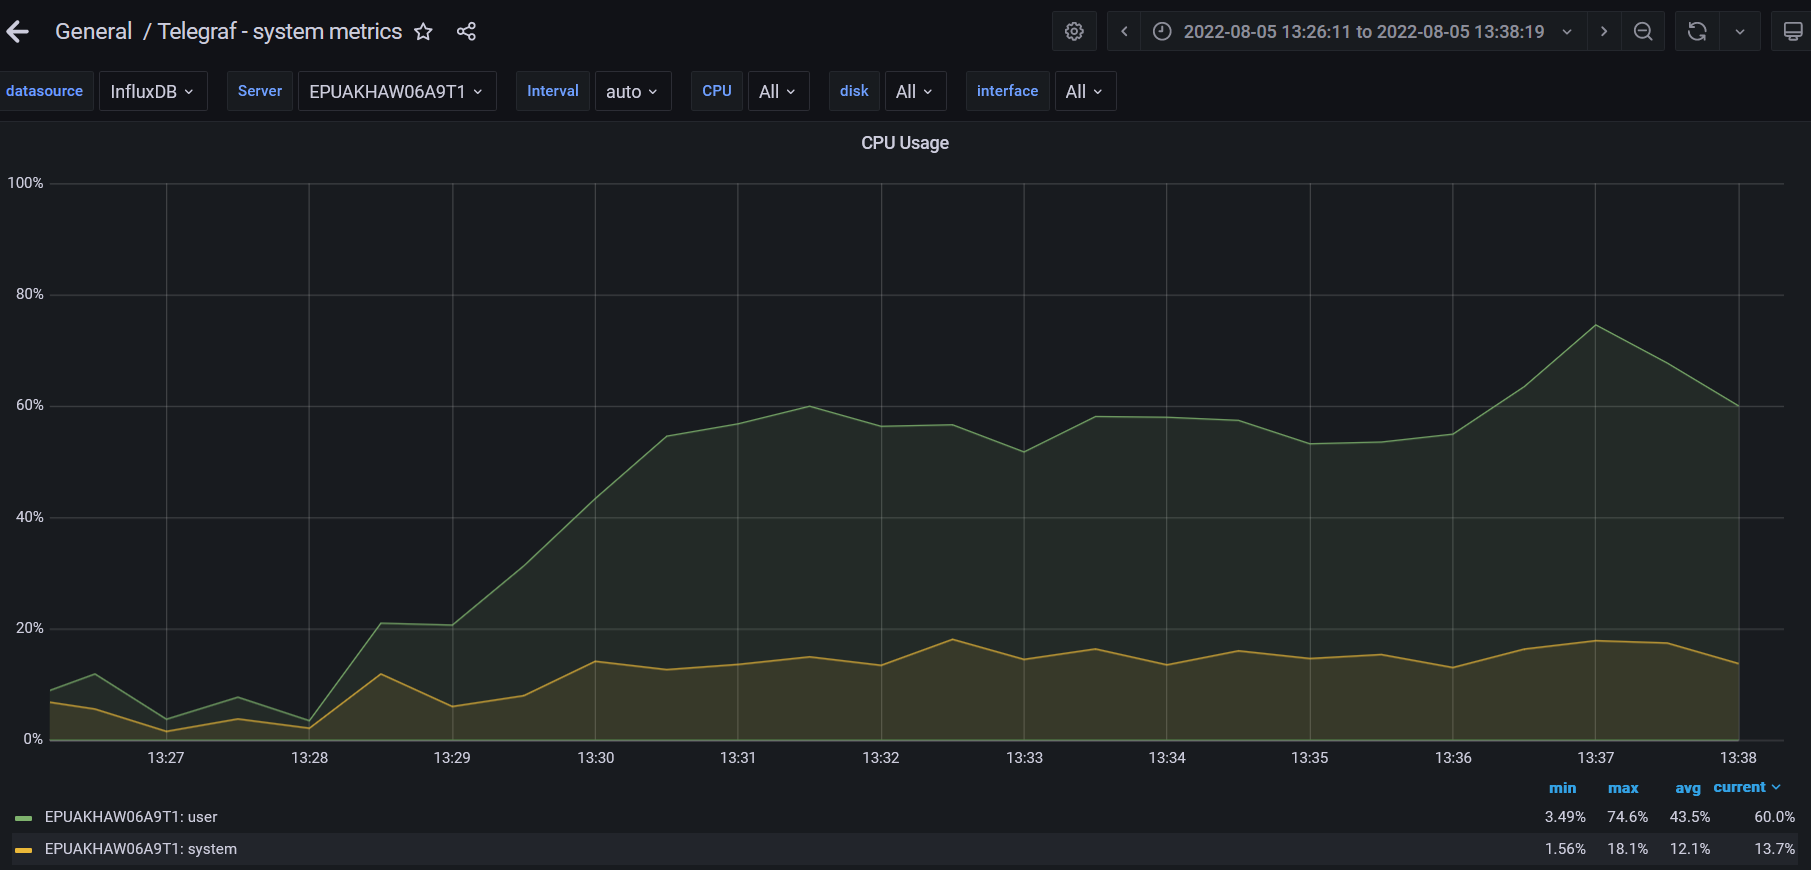 General / Telegraf - system metrics
2022-08-05 13:26:11 to 2022-08-05 13:38:19
datasource InfluxDB Server EPUAKHAW06A9T1 Interval auto CPU All disk All interface All
CPU Usage
100%
80%
60%
40%
20%
0%
13:27 13:28 13:29 13:30 13:31 13:32 13:33 13:34 13:35 13:36 13:37 13:38
min max avg current
EPUAKHAW06A9T1: user 3.49% 74.6% 43.5% 60.0%
EPUAKHAW06A9T1: system 1.56% 18.1% 12.1% 13.7%